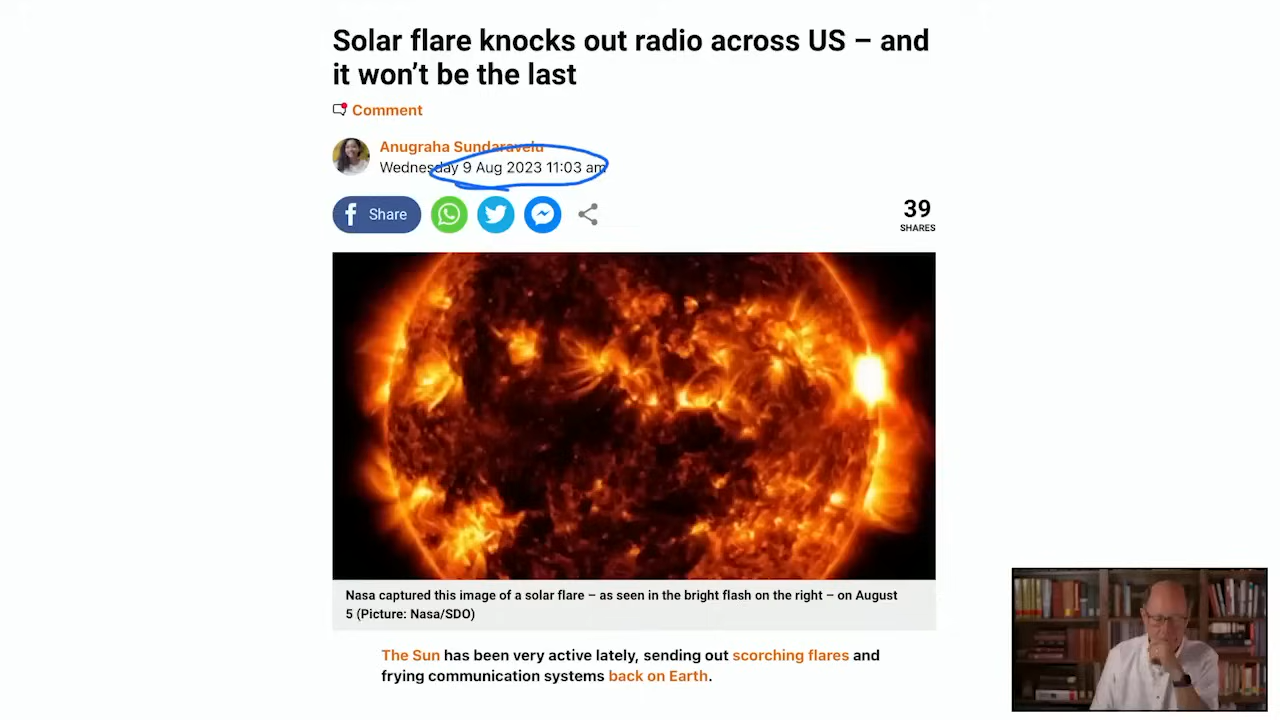 Solar flare knocks out radio across US – and
it won't be the last
Comment
Anugraha Sundaravelu
Wednesday 9 Aug 2023 11:03 am
Share
39
SHARES
Nasa captured this image of a solar flare – as seen in the bright flash on the right – on August
5 (Picture: Nasa/SDO)
The Sun has been very active lately, sending out scorching flares and
frying communication systems back on Earth.